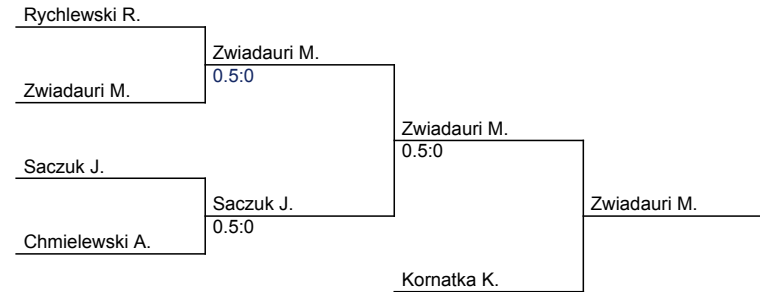 Rychlewski R.
Zwiadauri M.
0.5:0
Zwiadauri M.
Zwiadauri M.
0.5:0
Saczuk J.
Saczuk J.
0.5:0
Zwiadauri M.
Chmielewski A.
Kornatka K.